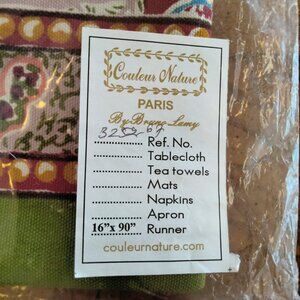 Couleur Nature
PARIS
By Bruno Lamy
Ref. No.
Tablecloth
Tea towels
Mats
Napkins
Apron
16"x 90" Runner
couleurnature.com